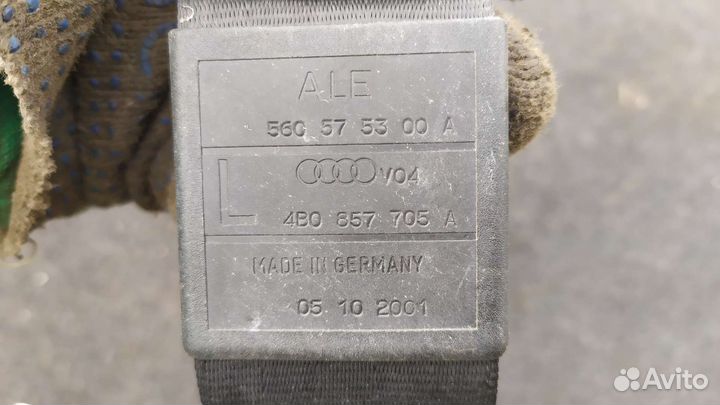 ALE
560 57 53 00 A
L
V04
4B0 857 705 A
MADE IN GERMANY
05 10 2001
Avito